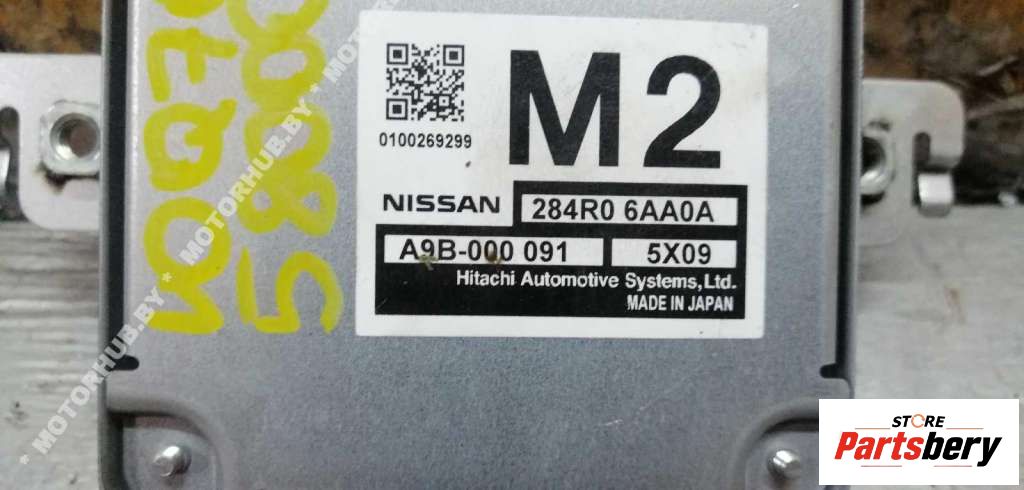 M2
0100269299
NISSAN 284R0 6AA0A
A9B-000 091 5X09
Hitachi Automotive Systems, Ltd.
MADE IN JAPAN
* MOTORHUB.BY * MOTORHUB.BY * MOTORHUB.BY
STORE
Partsbery